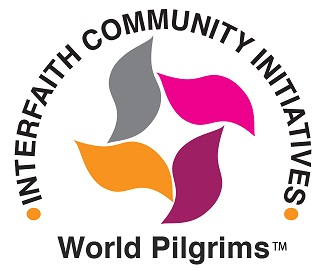 INTERFAITH COMMUNITY INITIATIVES
World Pilgrims™